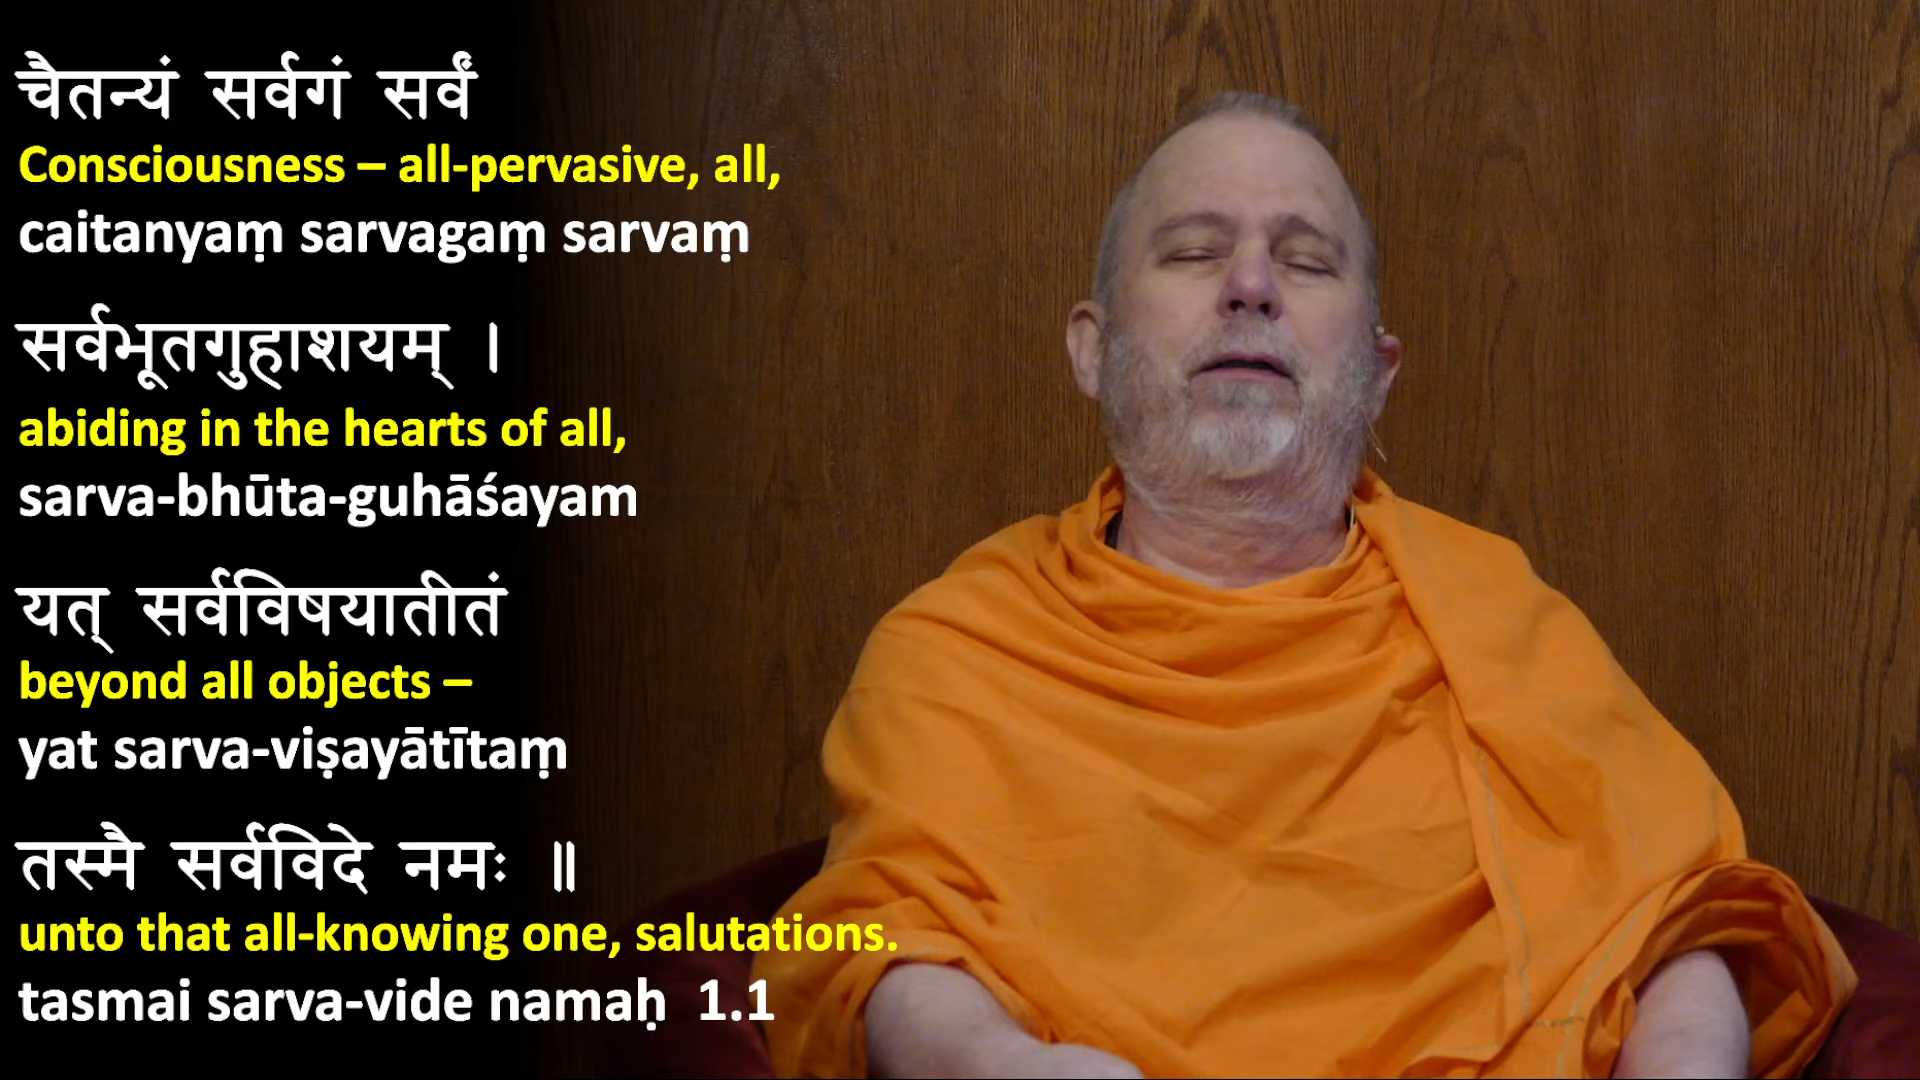 चैतन्यं सर्वगं सर्वं
Consciousness – all-pervasive, all,
caitanyaṃ sarvagaṃ sarvaṃ
सर्वभूतगुहाशयम् ।
abiding in the hearts of all,
sarva-bhūta-guhāśayam
यत् सर्वविषयातीतं
beyond all objects –
yat sarva-viṣayātītaṃ
तस्मै सर्वविदे नमः ॥
unto that all-knowing one, salutations.
tasmai sarva-vide namaḥ 1.1